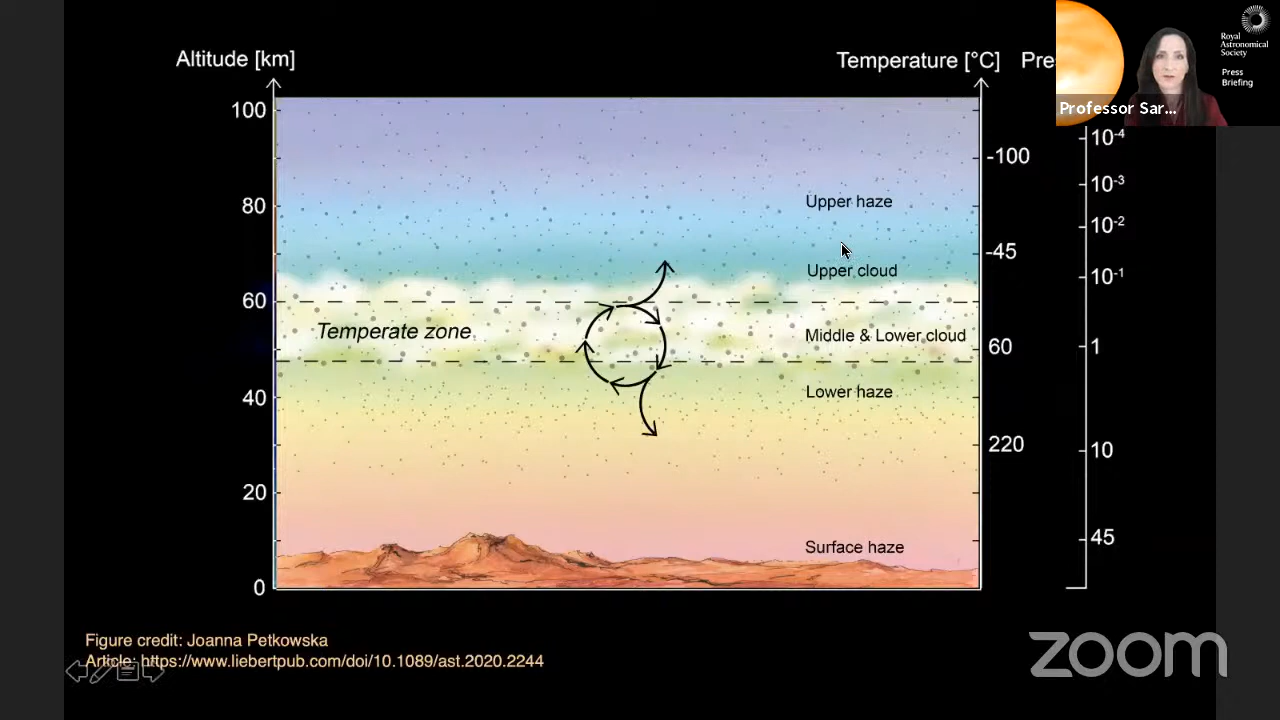 Altitude [km]
Temperature [°C]
Pre
Royal
Astronomical
Society
Press
Briefing
Professor Sar...
100
80
60
40
20
0
-100
-45
60
220
10-4
10-3
10-2
10-1
1
10
45
Upper haze
Upper cloud
Temperate zone
Middle & Lower cloud
Lower haze
Surface haze
Figure credit: Joanna Petkowska
Article: https://www.liebertpub.com/doi/10.1089/ast.2020.2244
zoom